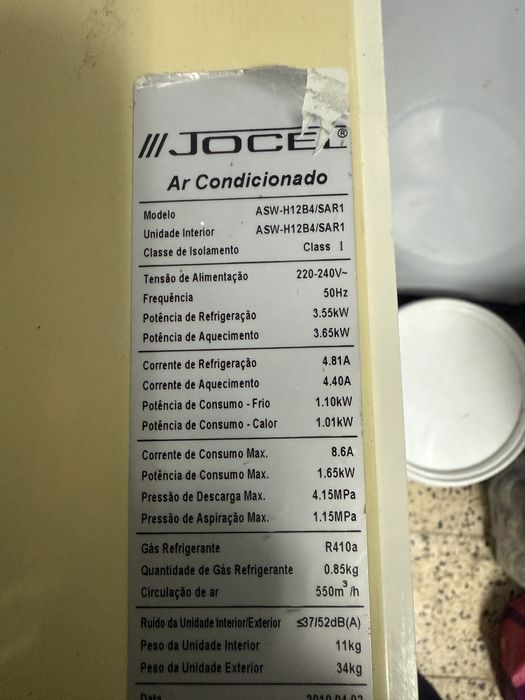 JOCEL®
Ar Condicionado
Modelo ASW-H12B4/SAR1
Unidade Interior ASW-H12B4/SAR1
Classe de Isolamento Class I
Tensão de Alimentação 220-240V~
Frequência 50Hz
Potência de Refrigeração 3.55kW
Potência de Aquecimento 3.65kW
Corrente de Refrigeração 4.81A
Corrente de Aquecimento 4.40A
Potência de Consumo - Frio 1.10kW
Potência de Consumo - Calor 1.01kW
Corrente de Consumo Max. 8.6A
Potência de Consumo Max. 1.65kW
Pressão de Descarga Max. 4.15MPa
Pressão de Aspiração Max. 1.15MPa
Gás Refrigerante R410a
Quantidade de Gás Refrigerante 0.85kg
Circulação de ar 550m³/h
Ruído da Unidade Interior/Exterior ≤37/52dB(A)
Peso da Unidade Interior 11kg
Peso da Unidade Exterior 34kg
Data